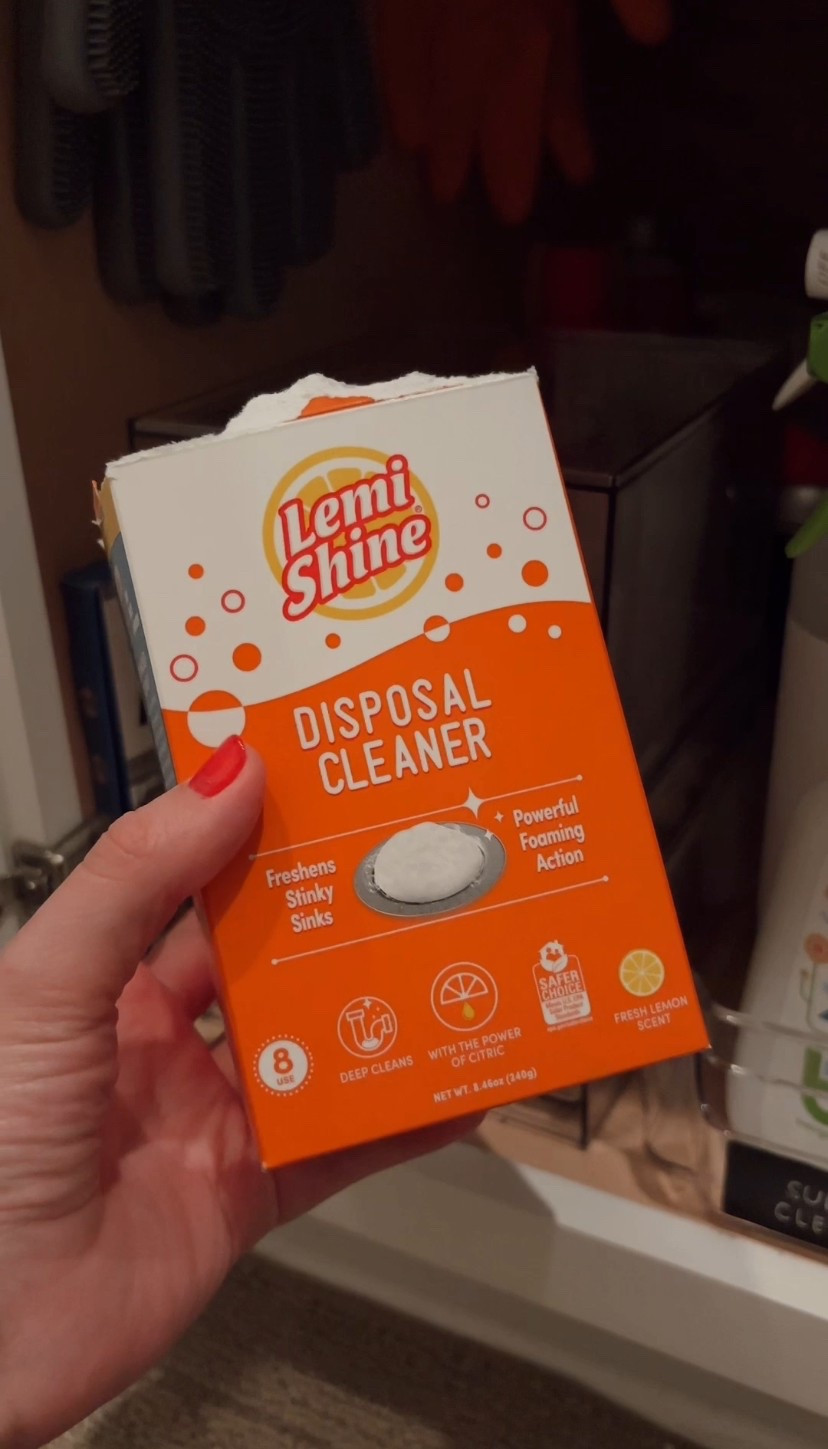 Lemi
Shine®
DISPOSAL
CLEANER
Freshens
Stinky
Sinks
Powerful
Foaming
Action
8
USE
DEEP CLEANS
WITH THE POWER
OF CITRIC
SAFER
CHOICE
FRESH LEMON
SCENT
NET WT. 8.46oz (240g)